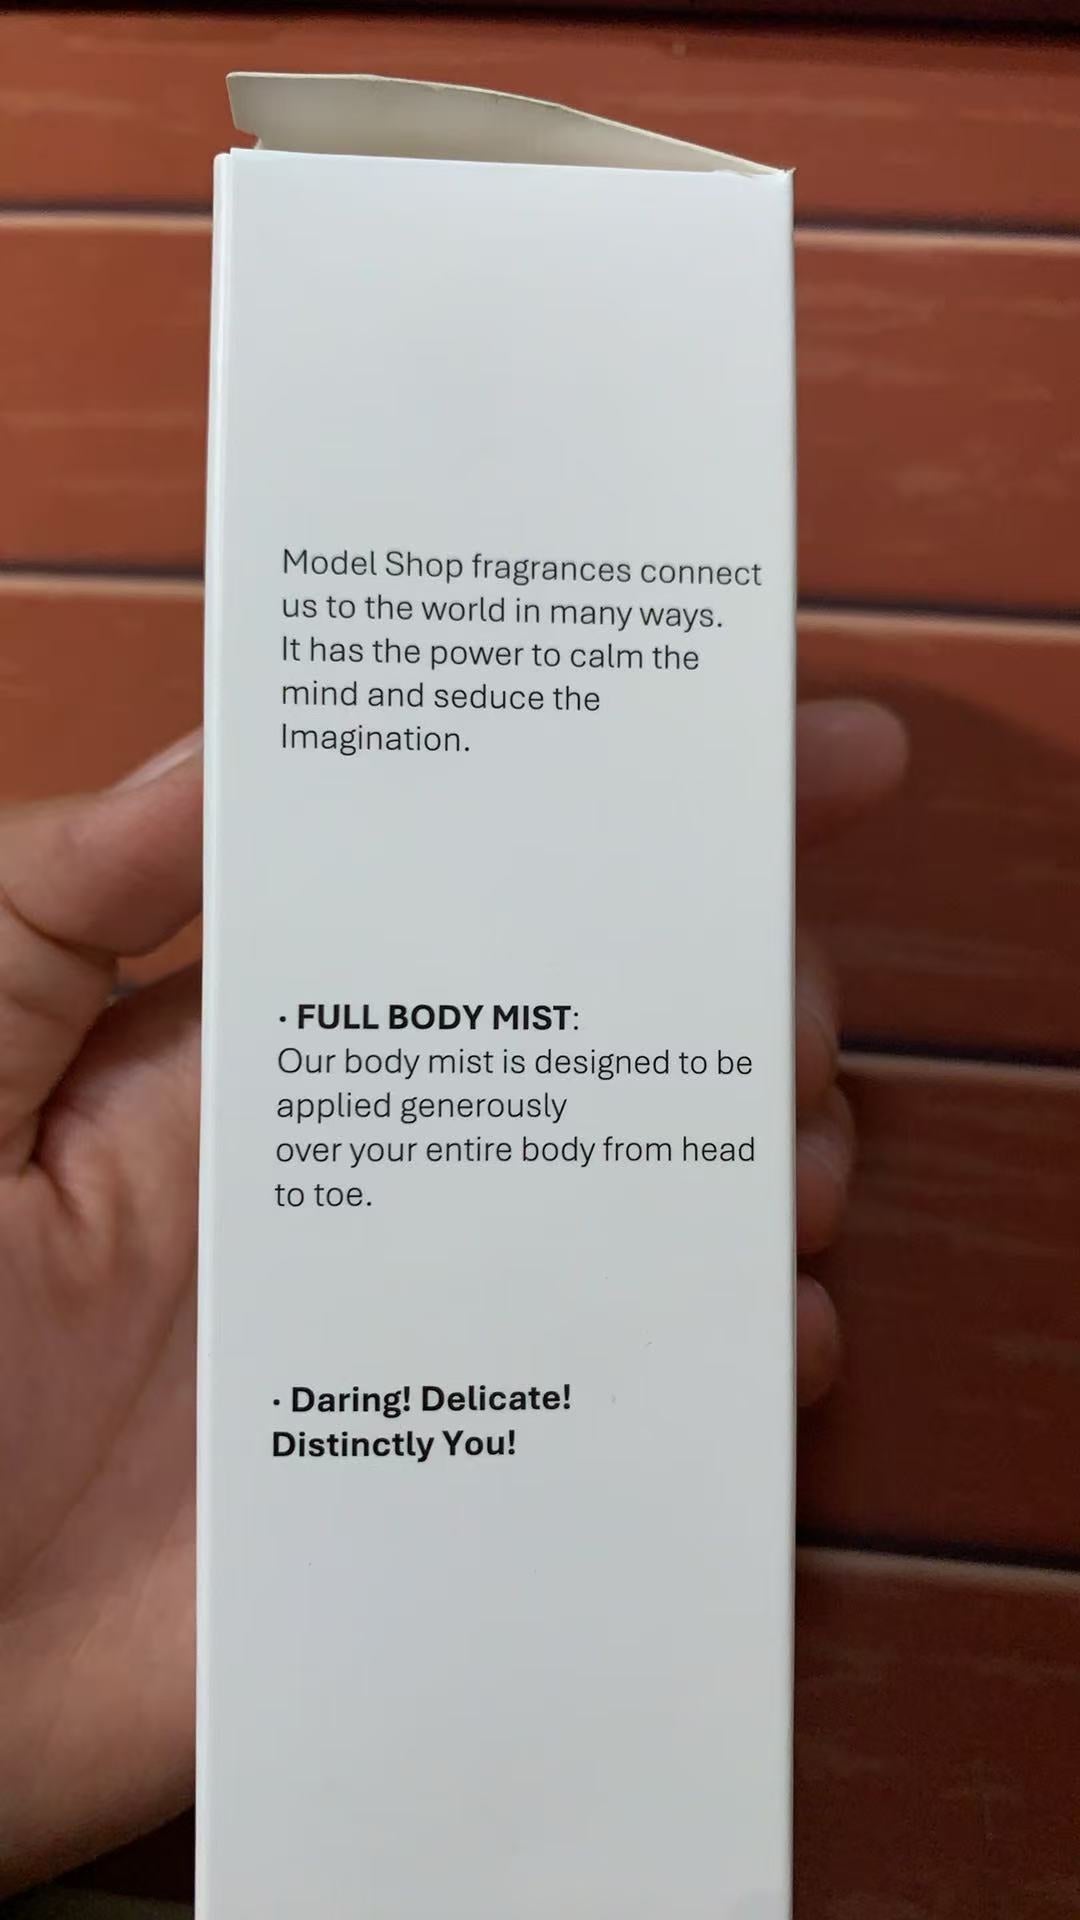 Model Shop fragrances connect
us to the world in many ways.
It has the power to calm the
mind and seduce the
Imagination.
· FULL BODY MIST:
Our body mist is designed to be
applied generously
over your entire body from head
to toe.
· Daring! Delicate!
Distinctly You!